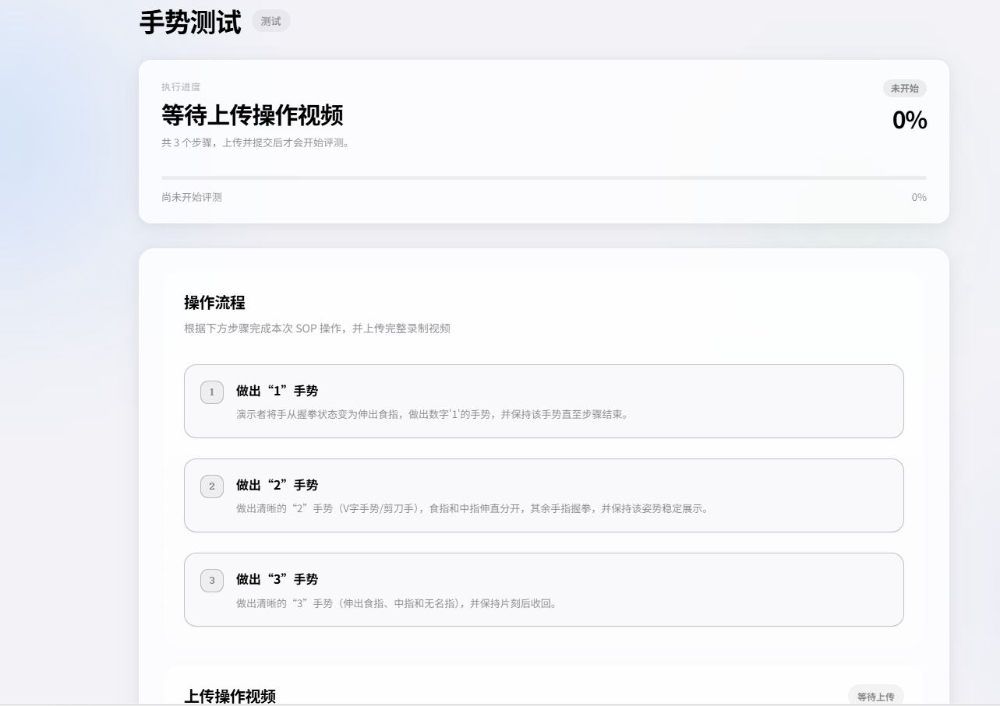 手势测试
测试
执行进度
未开始
等待上传操作视频
0%
共 3 个步骤，上传并提交后才会开始评测。
尚未开始评测
0%
操作流程
根据下方步骤完成本次 SOP 操作，并上传完整录制视频
1
做出“1”手势
演示者将手从握拳状态变为伸出食指，做出数字'1'的手势，并保持该手势直至步骤结束。
2
做出“2”手势
做出清晰的“2”手势（V字手势/剪刀手），食指和中指伸直分开，其余手指握拳，并保持该姿势稳定展示。
3
做出“3”手势
做出清晰的“3”手势（伸出食指、中指和无名指），并保持片刻后收回。
上传操作视频
等待上传